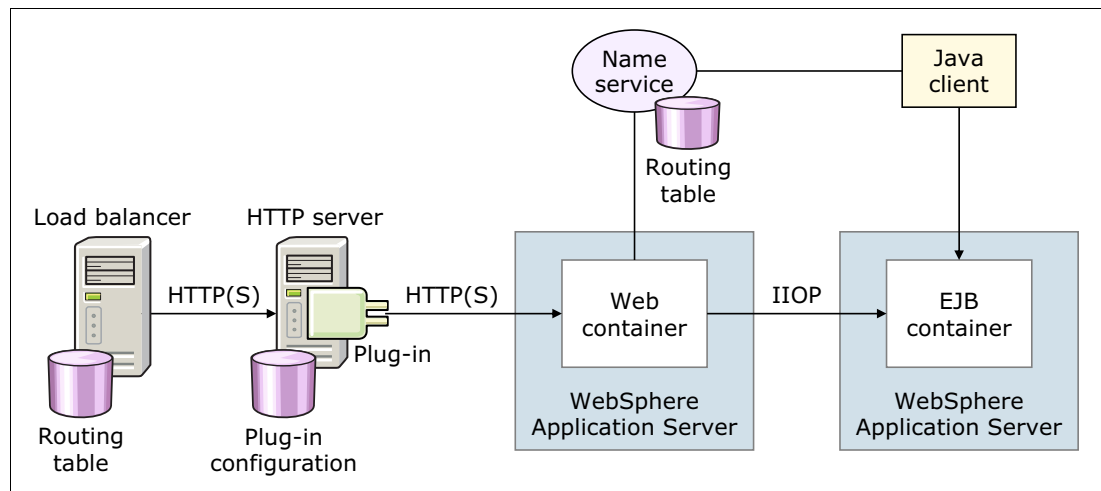 Name
service
Java
client
Routing
table
Load balancer
HTTP server
HTTP(S)
HTTP(S)
Plug-in
Web
container
IIOP
EJB
container
WebSphere
Application Server
WebSphere
Application Server
Routing
table
Plug-in
configuration